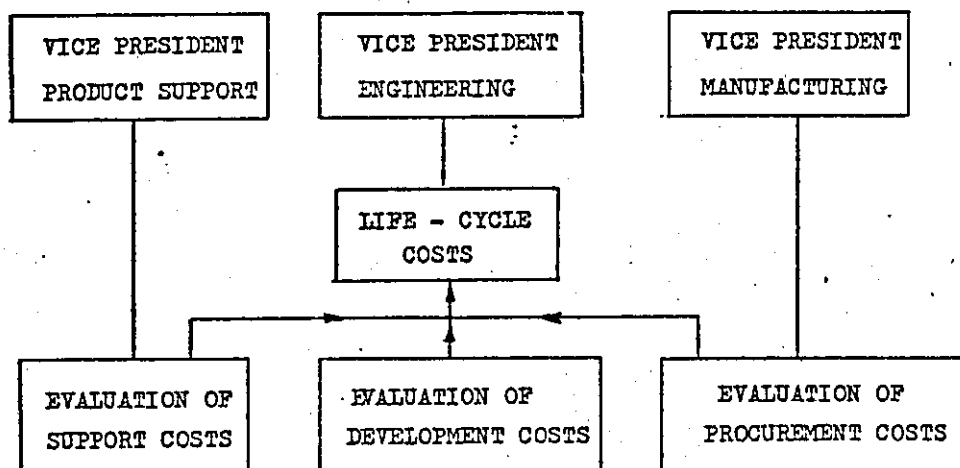 VICE PRESIDENT
PRODUCT SUPPORT
VICE PRESIDENT
ENGINEERING
VICE PRESIDENT
MANUFACTURING
LIFE - CYCLE
COSTS
EVALUATION OF
SUPPORT COSTS
EVALUATION OF
DEVELOPMENT COSTS
EVALUATION OF
PROCUREMENT COSTS